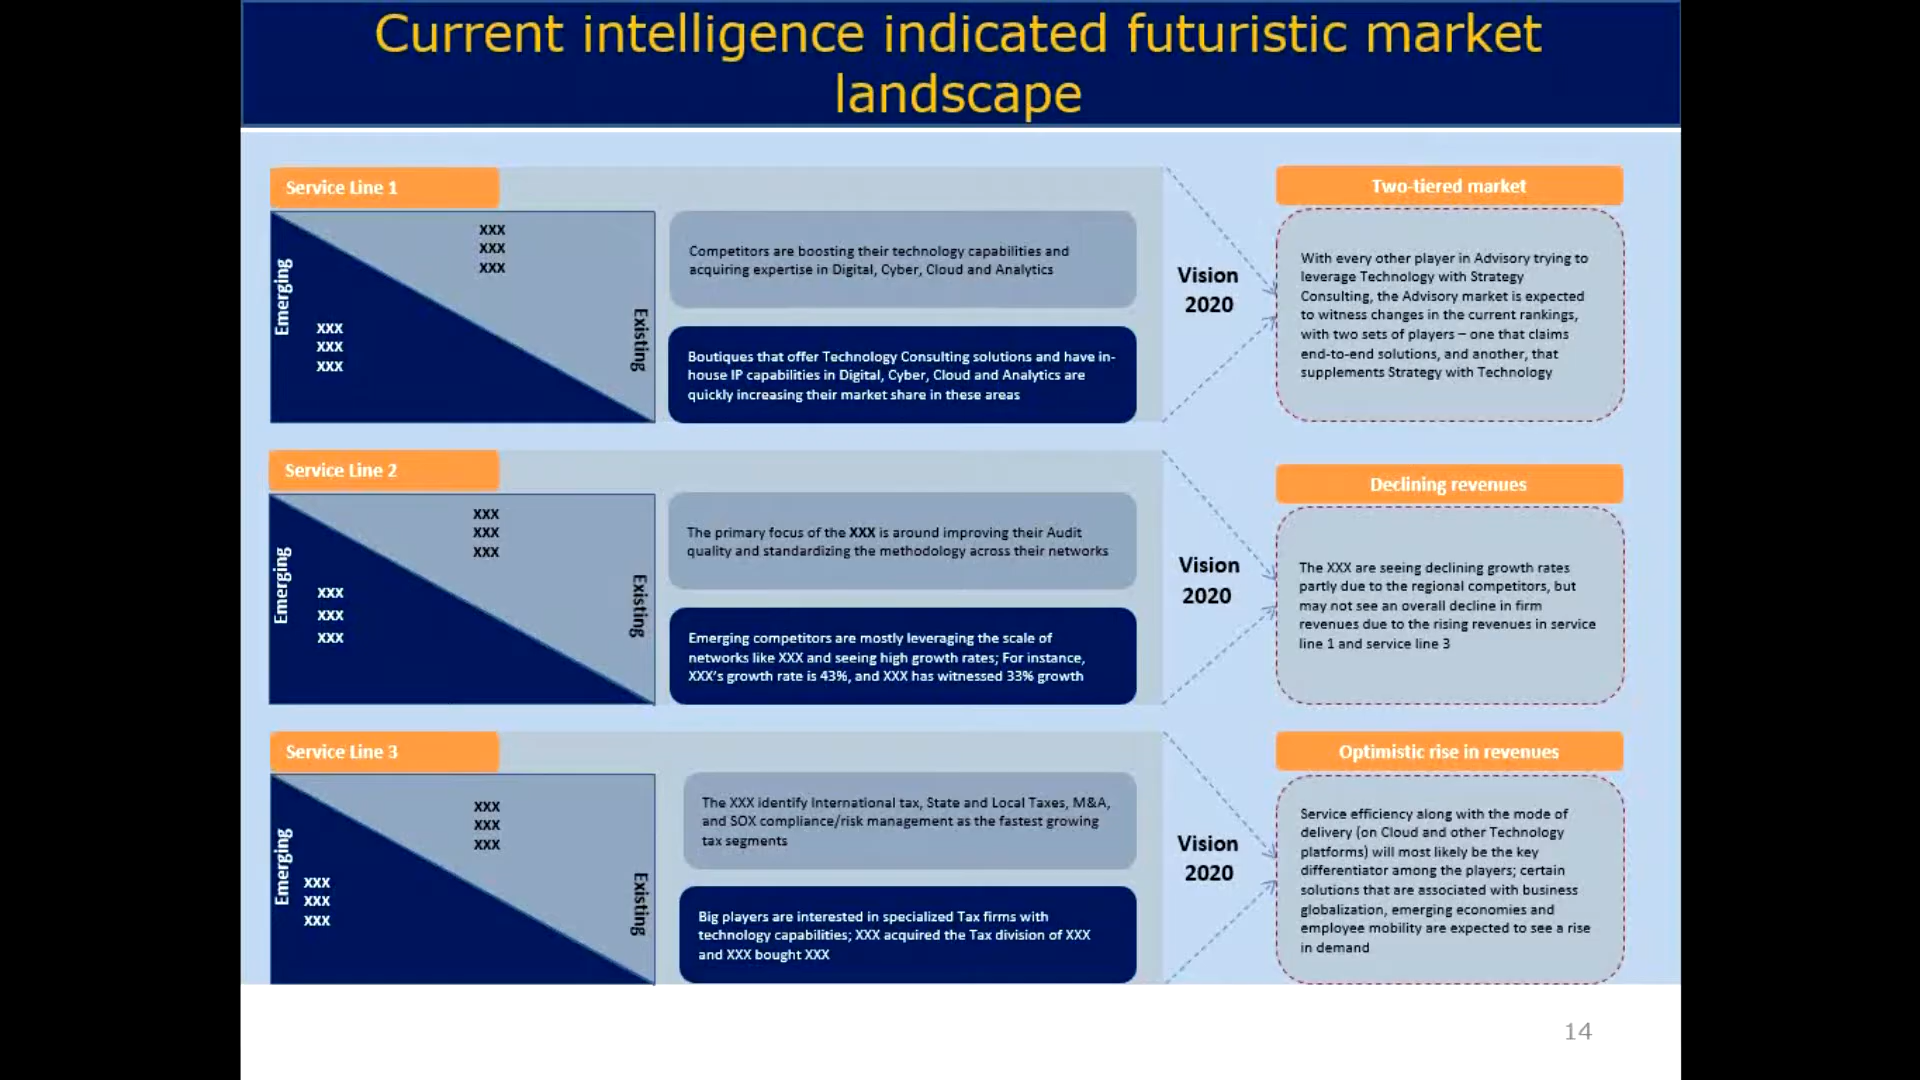 Current intelligence indicated futuristic market
landscape
Service Line 1
Emerging
XXX
XXX
XXX
XXX
XXX
XXX
Existing
Competitors are boosting their technology capabilities and
acquiring expertise in Digital, Cyber, Cloud and Analytics
Boutiques that offer Technology Consulting solutions and have in-
house IP capabilities in Digital, Cyber, Cloud and Analytics are
quickly increasing their market share in these areas
Vision
2020
Two-tiered market
With every other player in Advisory trying to
leverage Technology with Strategy
Consulting, the Advisory market is expected
to witness changes in the current rankings,
with two sets of players – one that claims
end-to-end solutions, and another, that
supplements Strategy with Technology
Service Line 2
Emerging
XXX
XXX
XXX
XXX
XXX
XXX
Existing
The primary focus of the XXX is around improving their Audit
quality and standardizing the methodology across their networks
Emerging competitors are mostly leveraging the scale of
networks like XXX and seeing high growth rates; For instance,
XXX's growth rate is 43%, and XXX has witnessed 33% growth
Vision
2020
Declining revenues
The XXX are seeing declining growth rates
partly due to the regional competitors, but
may not see an overall decline in firm
revenues due to the rising revenues in service
line 1 and service line 3
Service Line 3
Emerging
XXX
XXX
XXX
XXX
XXX
XXX
Existing
The XXX identify International tax, State and Local Taxes, M&A,
and SOX compliance/risk management as the fastest growing
tax segments
Big players are interested in specialized Tax firms with
technology capabilities; XXX acquired the Tax division of XXX
and XXX bought XXX
Vision
2020
Optimistic rise in revenues
Service efficiency along with the mode of
delivery (on Cloud and other Technology
platforms) will most likely be the key
differentiator among the players; certain
solutions that are associated with business
globalization, emerging economies and
employee mobility are expected to see a rise
in demand
14